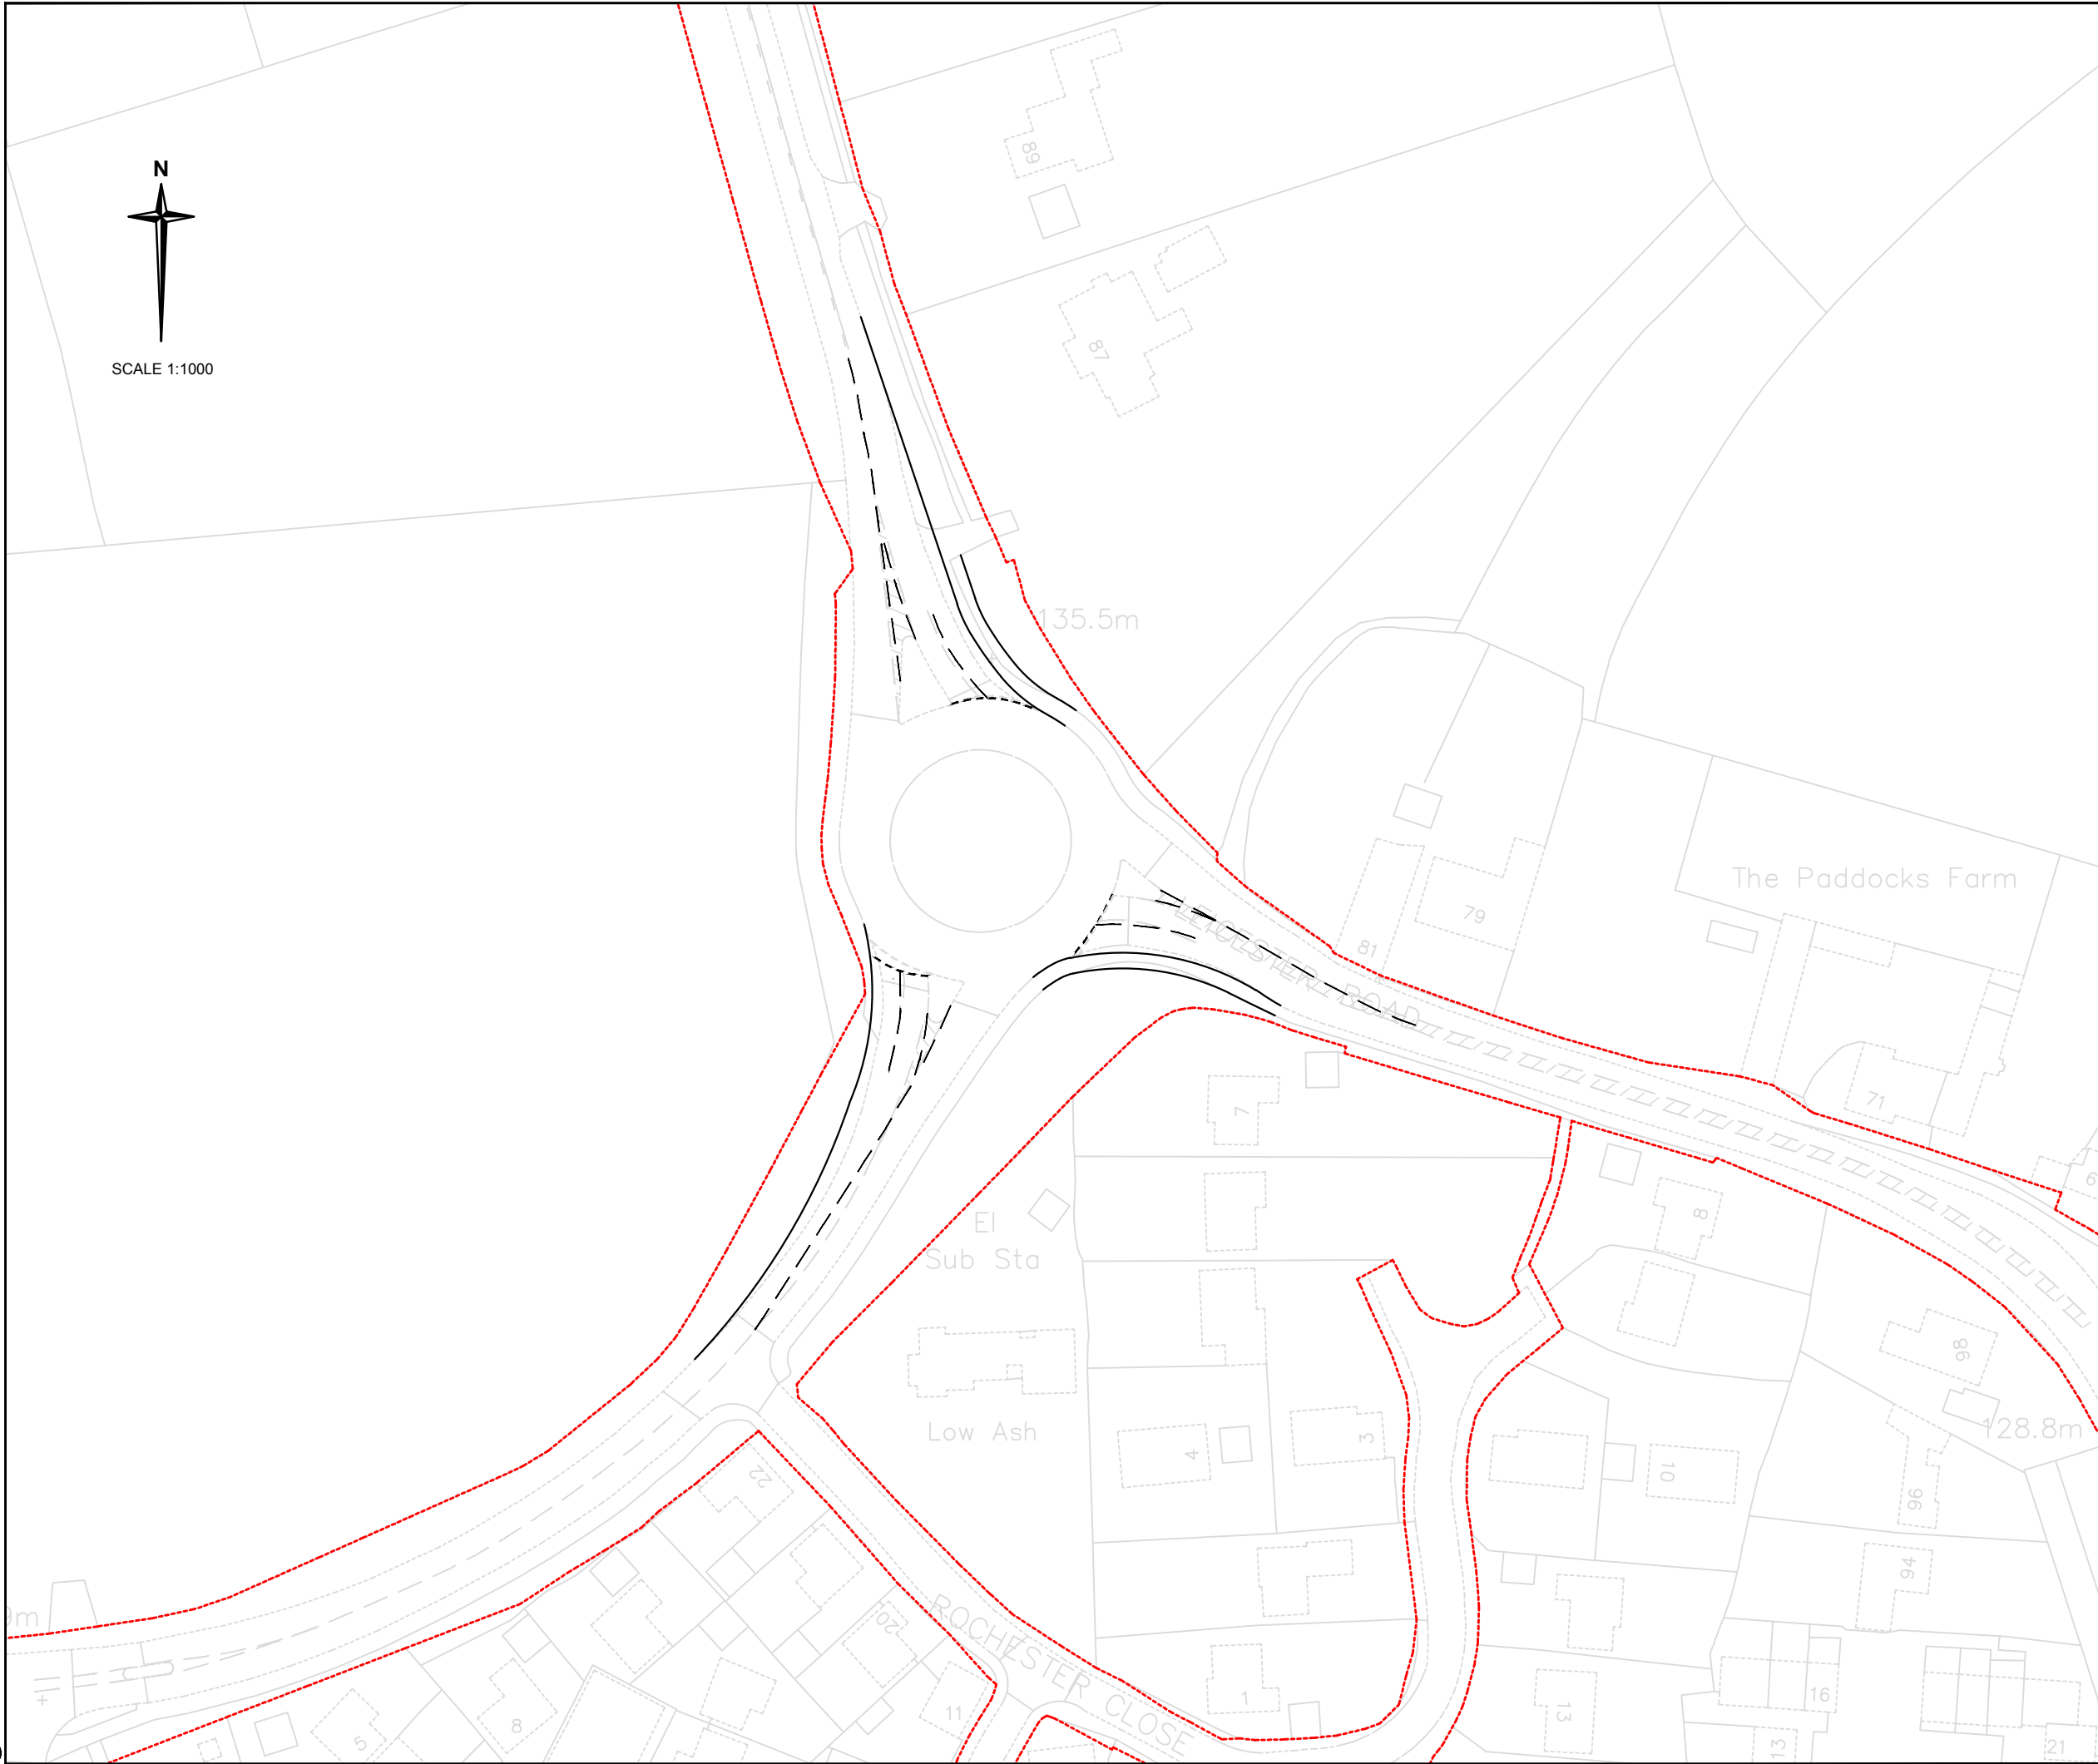 N
SCALE 1:1000
89
87
135.5m
The Paddocks Farm
79
81
LEICESTER ROAD
71
7
8
El
Sub Sta
98
Low Ash
128.8m
4
3
10
22
96
94
20
ROCHESTER CLOSE
11
1
8
5
13
16
13
21